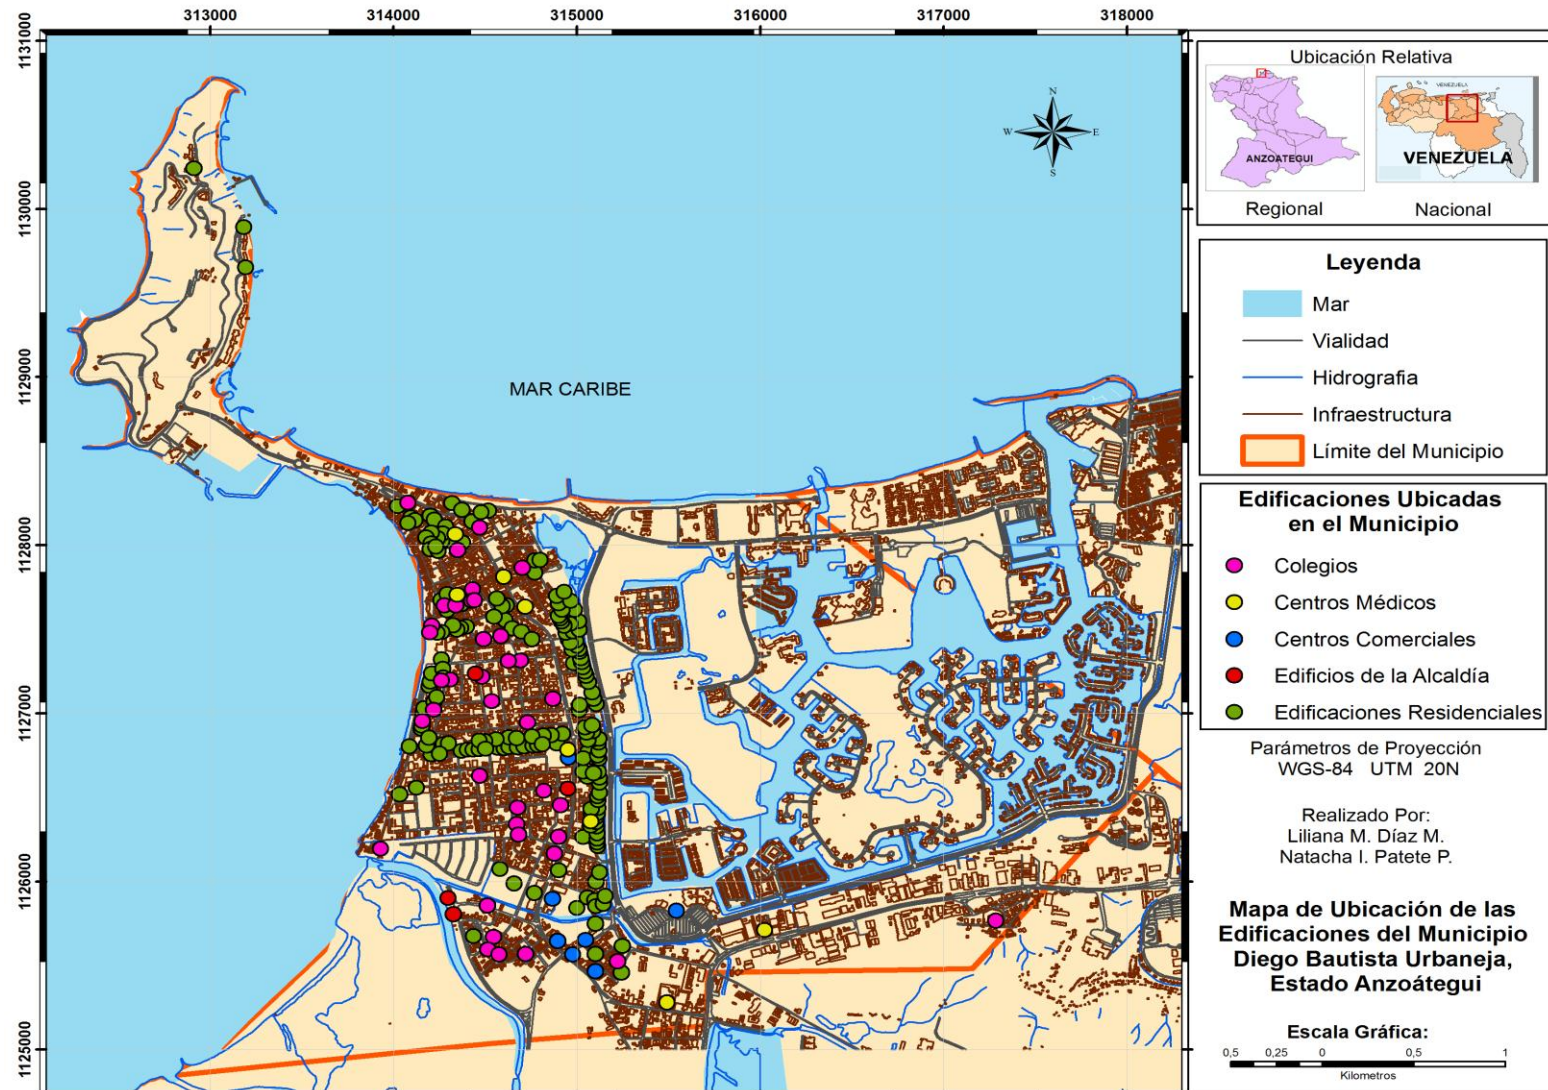 313000 314000 315000 316000 317000 318000
1131000
1130000
1129000
1128000
1127000
1126000
1125000
N
W E
S
MAR CARIBE
Ubicación Relativa
ANZOATEGUI
VENEZUELA
VENEZUELA
Regional Nacional
Leyenda
Mar
Vialidad
Hidrografia
Infraestructura
Límite del Municipio
Edificaciones Ubicadas
en el Municipio
Colegios
Centros Médicos
Centros Comerciales
Edificios de la Alcaldía
Edificaciones Residenciales
Parámetros de Proyección
WGS-84 UTM 20N
Realizado Por:
Liliana M. Díaz M.
Natacha I. Patete P.
Mapa de Ubicación de las
Edificaciones del Municipio
Diego Bautista Urbaneja,
Estado Anzoátegui
Escala Gráfica:
0,5 0,25 0 0,5 1
Kilometros